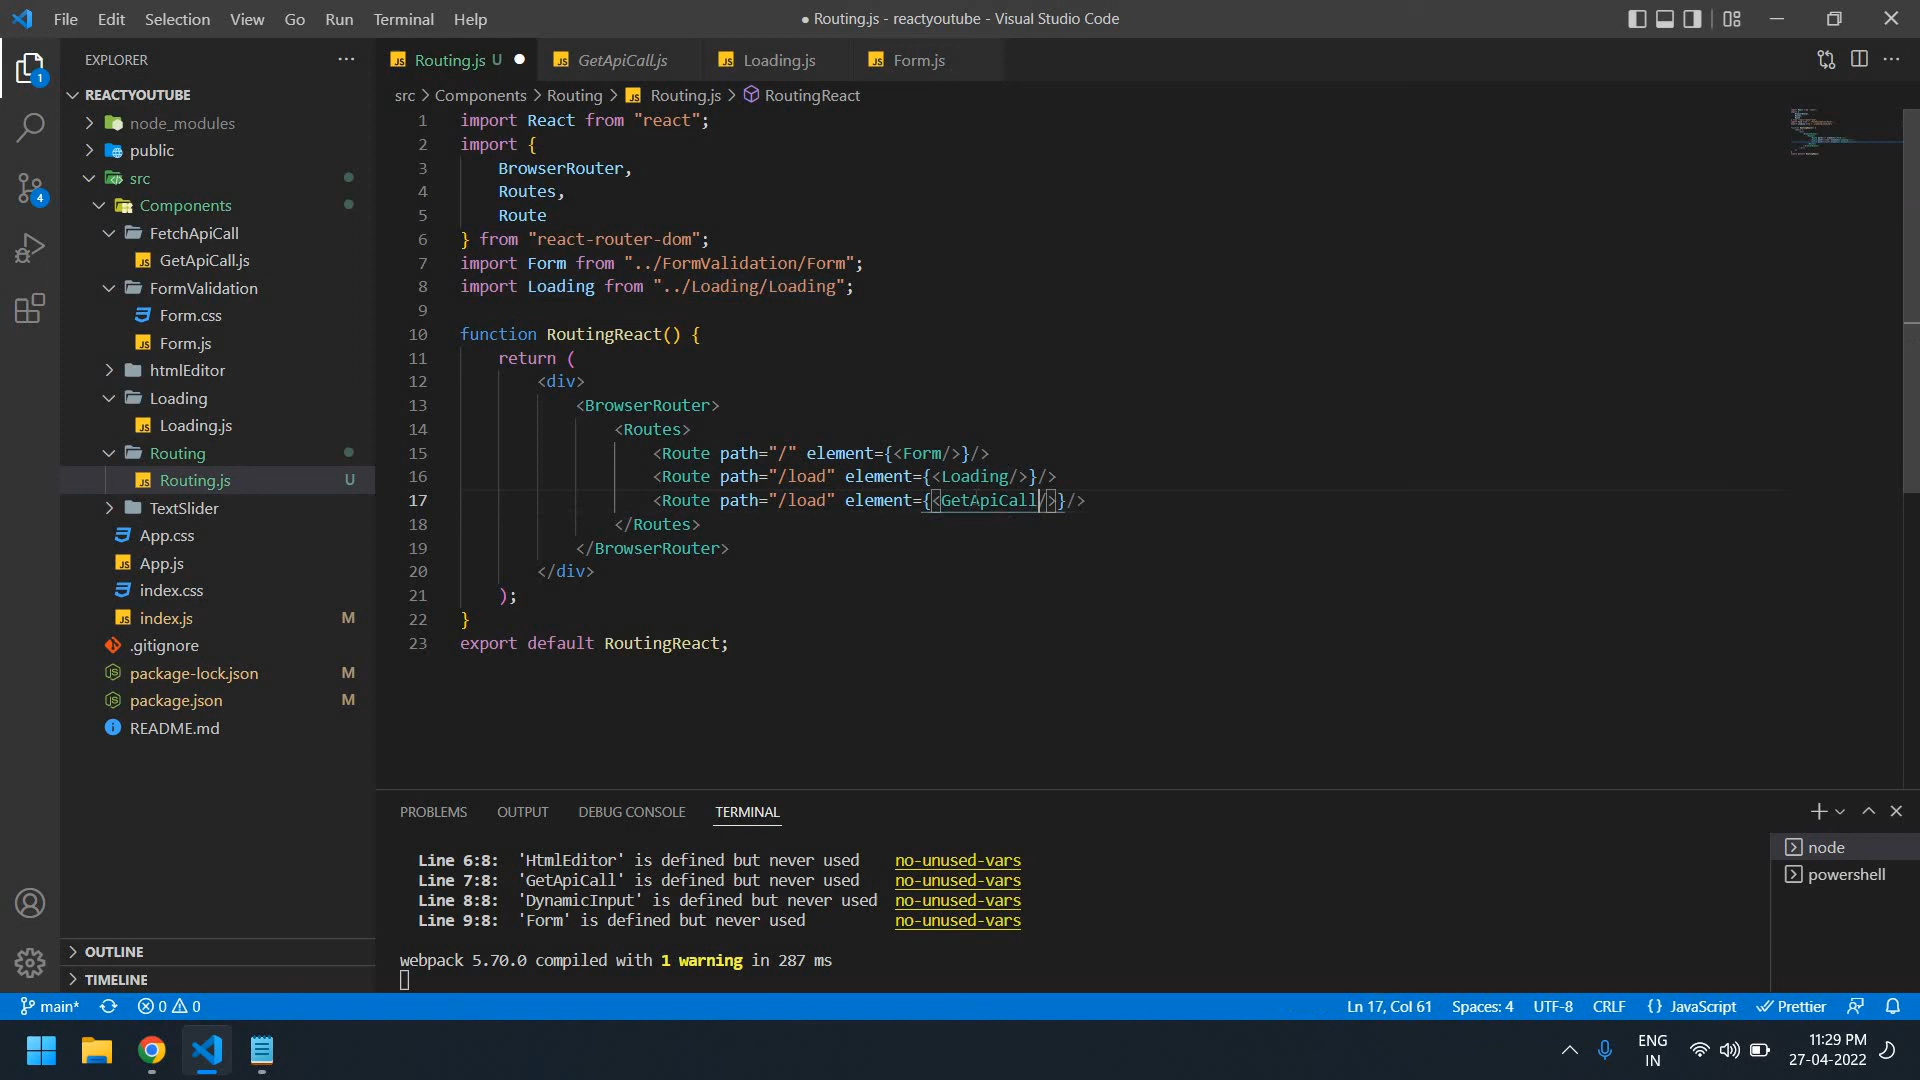 File Edit Selection View Go Run Terminal Help
● Routing.js - reactyoutube - Visual Studio Code
EXPLORER
REACTYOUTUBE
node_modules
public
src
Components
FetchApiCall
GetApiCall.js
FormValidation
Form.css
Form.js
htmlEditor
Loading
Loading.js
Routing
Routing.js U
TextSlider
App.css
App.js
index.css
index.js M
.gitignore
package-lock.json M
package.json M
README.md
OUTLINE
TIMELINE
1
4
Routing.js U ● GetApiCall.js Loading.js Form.js
src > Components > Routing > Routing.js > RoutingReact
1 import React from "react";
2 import {
3 BrowserRouter,
4 Routes,
5 Route
6 } from "react-router-dom";
7 import Form from "../FormValidation/Form";
8 import Loading from "../Loading/Loading";
9
10 function RoutingReact() {
11 return (
12 <div>
13 <BrowserRouter>
14 <Routes>
15 <Route path="/" element={<Form/>}/>
16 <Route path="/load" element={<Loading/>}/>
17 <Route path="/load" element={<GetApiCall/>}/>
18 </Routes>
19 </BrowserRouter>
20 </div>
21 );
22 }
23 export default RoutingReact;
PROBLEMS OUTPUT DEBUG CONSOLE TERMINAL
Line 6:8: 'HtmlEditor' is defined but never used no-unused-vars
Line 7:8: 'GetApiCall' is defined but never used no-unused-vars
Line 8:8: 'DynamicInput' is defined but never used no-unused-vars
Line 9:8: 'Form' is defined but never used no-unused-vars
webpack 5.70.0 compiled with 1 warning in 287 ms
node
powershell
main* 0 0 Ln 17, Col 61 Spaces: 4 UTF-8 CRLF {} JavaScript Prettier
ENG
IN
11:29 PM
27-04-2022